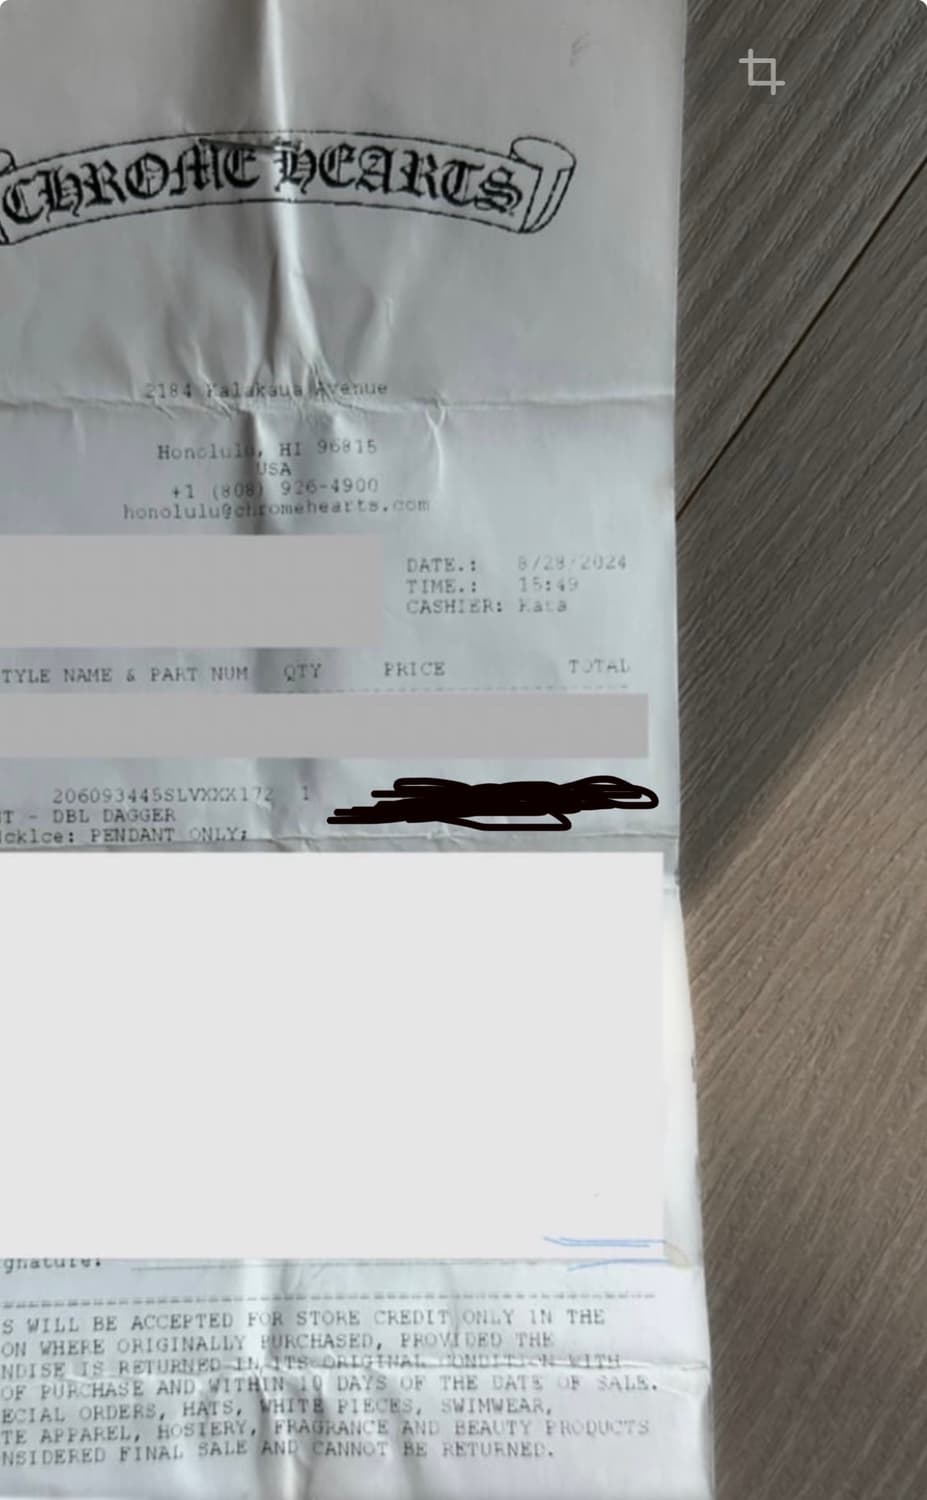 CHROME HEARTS
2184 Kalakaua Avenue
Honolulu, HI 96815
USA
+1 (808) 926-4900
honolulu@chromehearts.com
DATE.: 8/28/2024
TIME.: 15:49
CASHIER: Kata
TYLE NAME & PART NUM QTY PRICE TOTAL
206093445SLVXXX172 1
T - DBL DAGGER
cklce: PENDANT ONLY;
gnature:
S WILL BE ACCEPTED FOR STORE CREDIT ONLY IN THE
ON WHERE ORIGINALLY PURCHASED, PROVIDED THE
NDISE IS RETURNED IN ITS ORIGINAL CONDITION WITH
OF PURCHASE AND WITHIN 10 DAYS OF THE DATE OF SALE.
ECIAL ORDERS, HATS, WHITE PIECES, SWIMWEAR,
TE APPAREL, HOSIERY, FRAGRANCE AND BEAUTY PRODUCTS
NSIDERED FINAL SALE AND CANNOT BE RETURNED.